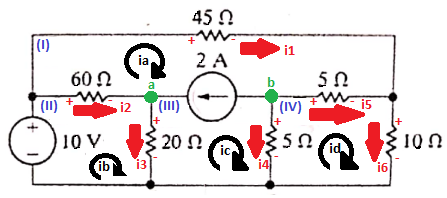 45 Ω
(I)
+ - i1
ia
2 A
60 Ω
a
b
5 Ω
(II) + - i2 (III) (IV) + - i5
+ + + +
10 V
20 Ω
5 Ω
10 Ω
ib
i3
ic
i4
id
i6
- - -